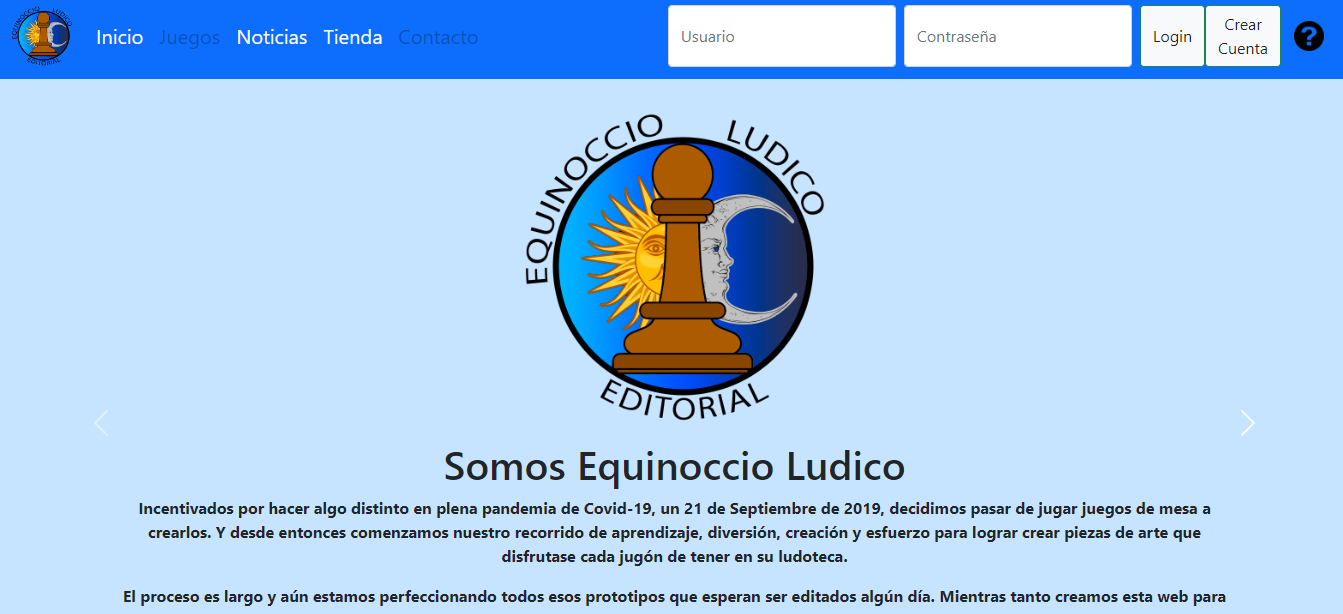 EQUINOCCIO LUDICO
EDITORIAL
Inicio Juegos Noticias Tienda Contacto
Usuario
Contraseña
Login
Crear
Cuenta
?
EQUINOCCIO LUDICO
EDITORIAL
Somos Equinoccio Ludico
Incentivados por hacer algo distinto en plena pandemia de Covid-19, un 21 de Septiembre de 2019, decidimos pasar de jugar juegos de mesa a
crearlos. Y desde entonces comenzamos nuestro recorrido de aprendizaje, diversión, creación y esfuerzo para lograr crear piezas de arte que
disfrutase cada jugón de tener en su ludoteca.
El proceso es largo y aún estamos perfeccionando todos esos prototipos que esperan ser editados algún día. Mientras tanto creamos esta web para